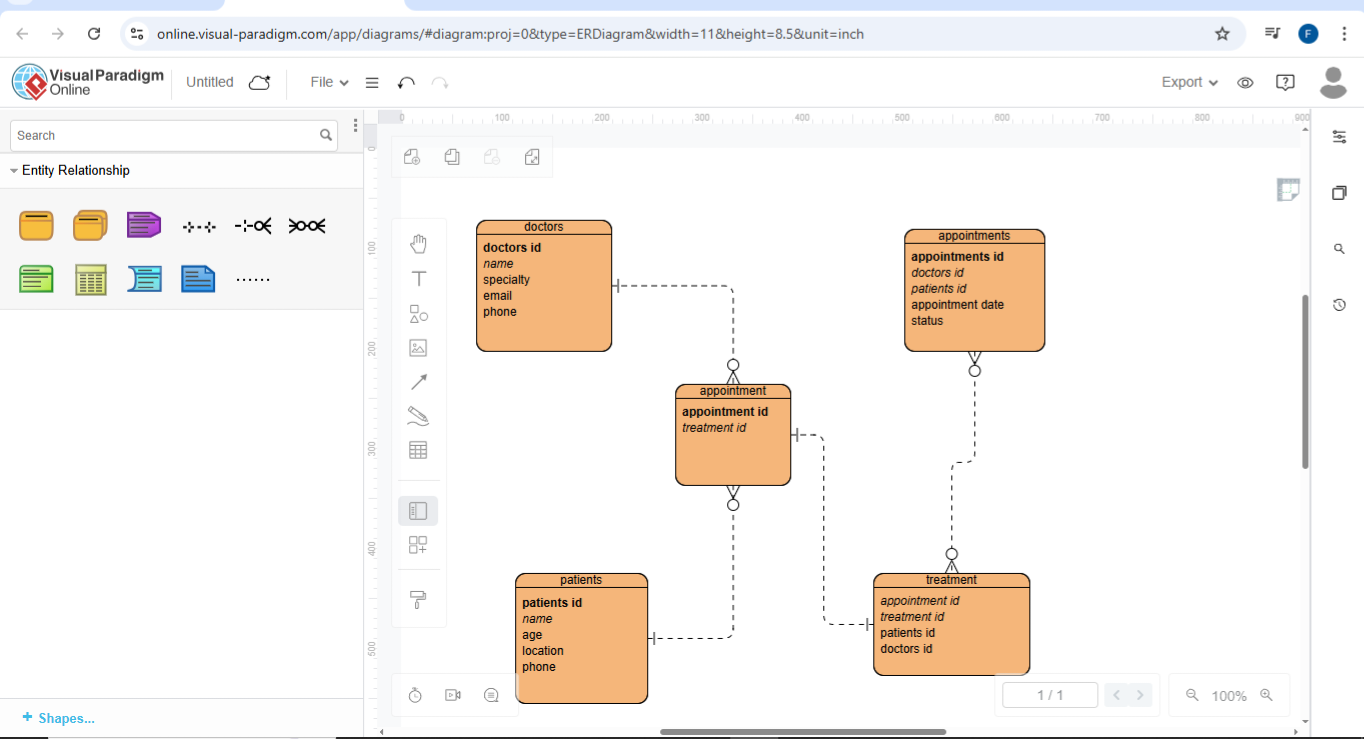 online.visual-paradigm.com/app/diagrams/#diagram:proj=0&type=ERDiagram&width=11&height=8.5&unit=inch
F
Visual Paradigm
Online
Untitled
File
Export
Search
Entity Relationship
0
100
200
300
400
500
600
700
800
900
0
100
200
300
400
500
doctors
doctors id
name
specialty
email
phone
appointments
appointments id
doctors id
patients id
appointment date
status
appointment
appointment id
treatment id
patients
patients id
name
age
location
phone
treatment
appointment id
treatment id
patients id
doctors id
+ Shapes...
1 / 1
100%